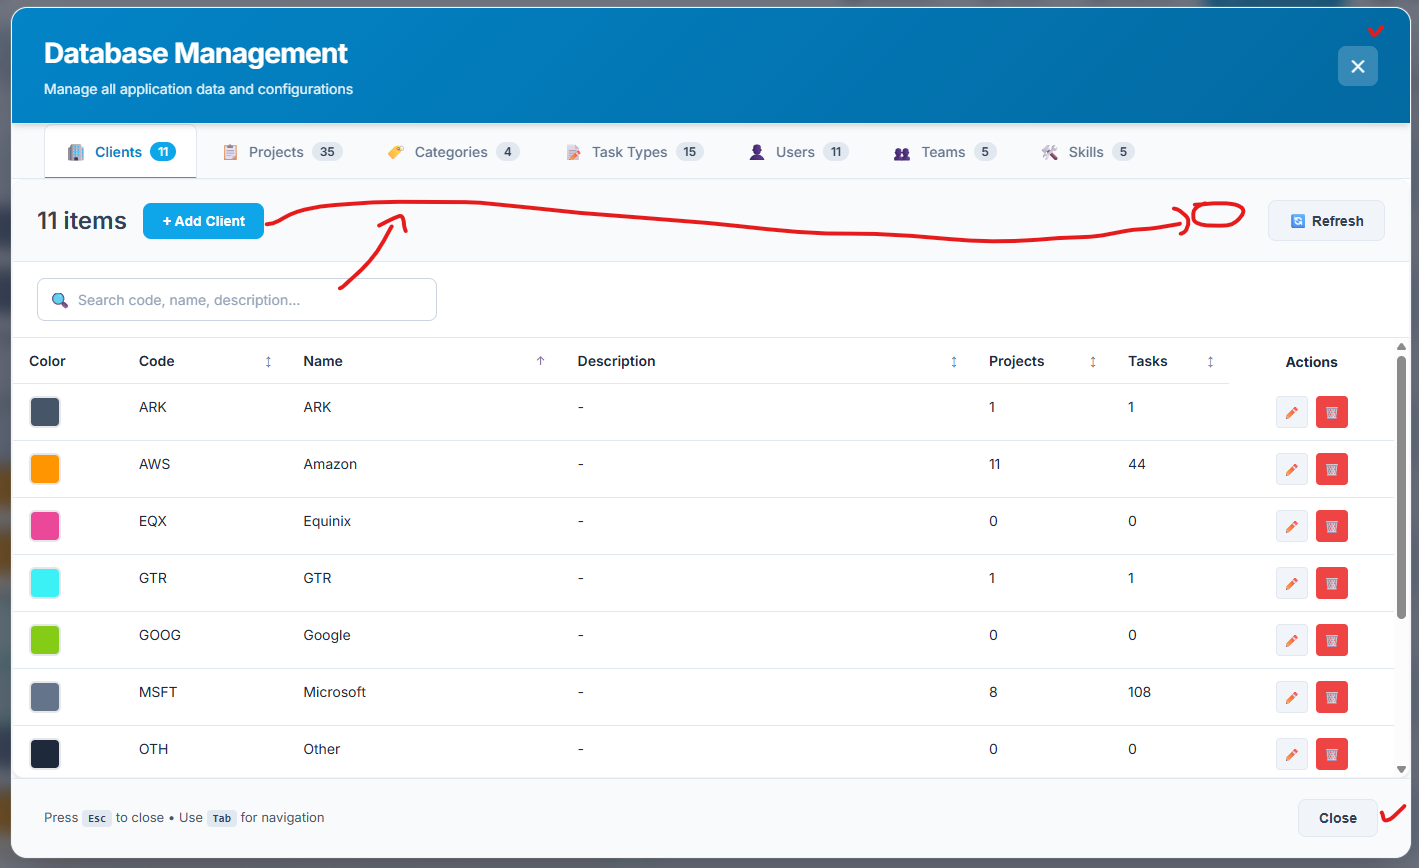 Database Management
Manage all application data and configurations
Clients 11 Projects 35 Categories 4 Task Types 15 Users 11 Teams 5 Skills 5
11 items + Add Client Refresh
Search code, name, description...
Color Code Name Description Projects Tasks Actions
ARK ARK - 1 1
AWS Amazon - 11 44
EQX Equinix - 0 0
GTR GTR - 1 1
GOOG Google - 0 0
MSFT Microsoft - 8 108
OTH Other - 0 0
Press Esc to close • Use Tab for navigation Close